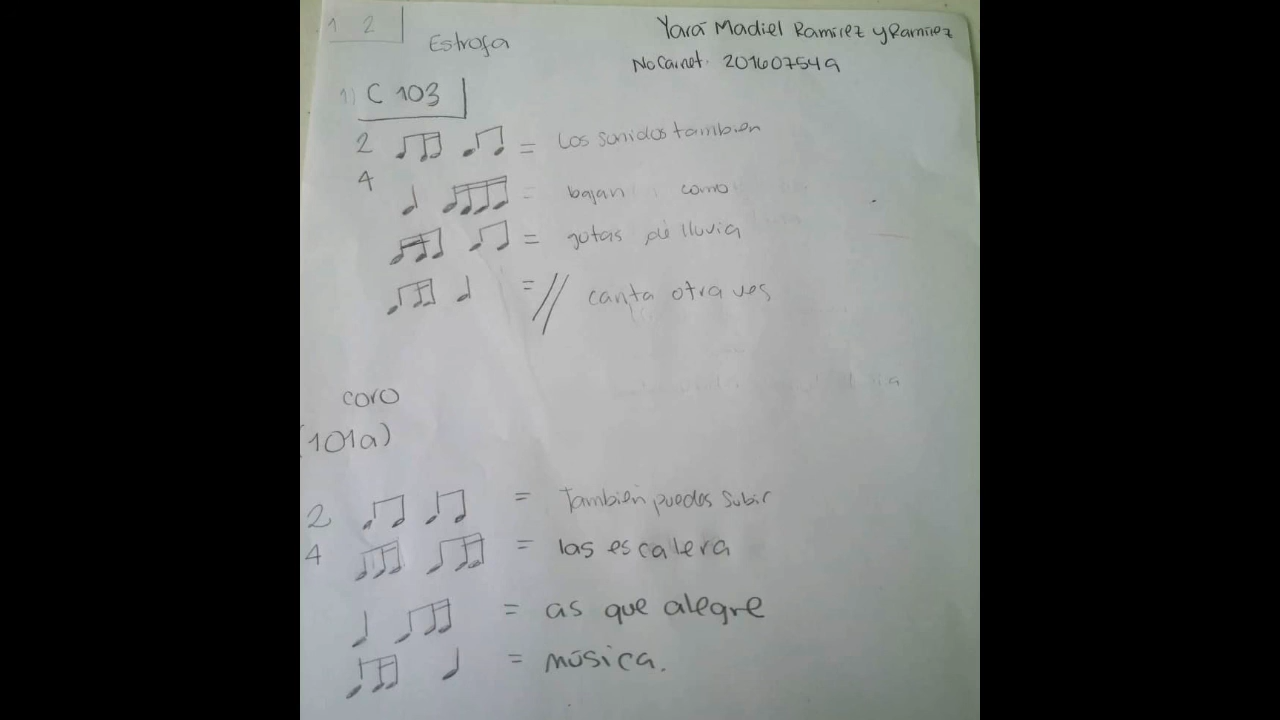 1 2
Estrofa
Yara Madiel Ramirez y Ramirez
No Carnet. 201607549
1) C 103
2
4
= Los sonidos tambien
= bajan como
= gotas de lluvia
= // canta otra ves
coro
(101a)
2
4
= También puedes subir
= las escalera
= as que alegre
= música.